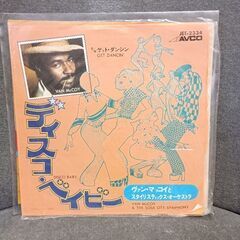 JET-2334
AVCO
ゲット・ダンシン
GET DANCIN'
VAN McCOY
ディスコ・ベイビー
DISCO BABY
ヴァン・マッコイと
スタイリスティックス・オーケストラ
VAN McCOY
& THE SOUL CITY SYMPHONY